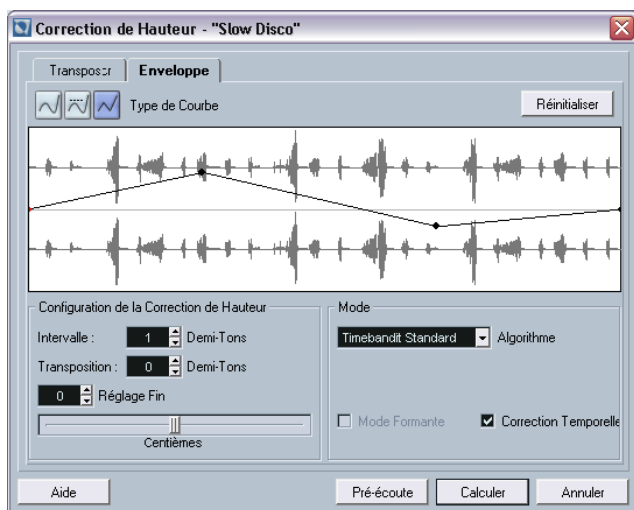 Correction de Hauteur - "Slow Disco"
Transposer Enveloppe
Type de Courbe Réinitialiser
Configuration de la Correction de Hauteur Mode
Intervalle : 1 Demi-Tons Timebandit Standard Algorithme
Transposition : 0 Demi-Tons
0 Réglage Fin
Mode Formante Correction Temporelle
Centièmes
Aide Pré-écoute Calculer Annuler